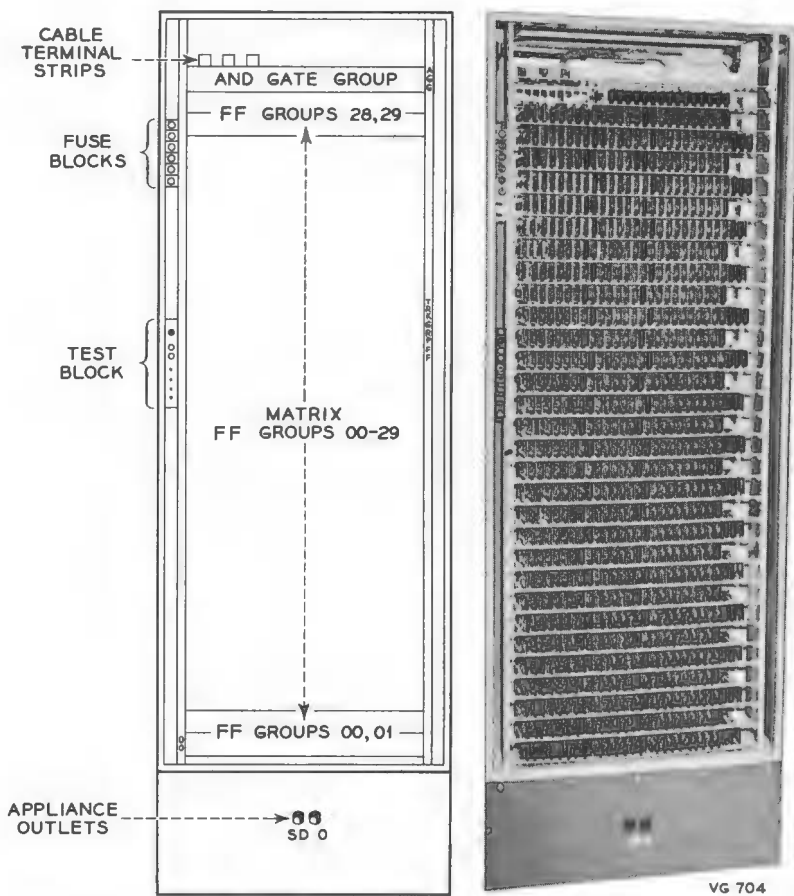 CABLE
TERMINAL
STRIPS
AND GATE GROUP
FF GROUPS 28,29
FUSE
BLOCKS
TEST
BLOCK
MATRIX
FF GROUPS 00-29
FF GROUPS 00,01
APPLIANCE
OUTLETS
SD O
VG 704